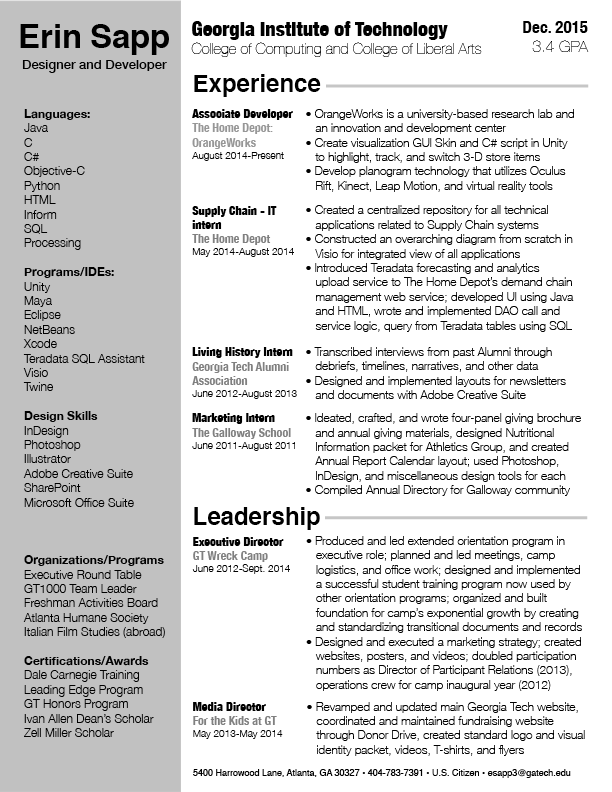 Erin Sapp
Designer and Developer
Languages:
Java
C
C#
Objective-C
Python
HTML
Inform
SQL
Processing
Programs/IDEs:
Unity
Maya
Eclipse
NetBeans
Xcode
Teradata SQL Assistant
Visio
Twine
Design Skills
InDesign
Photoshop
Illustrator
Adobe Creative Suite
SharePoint
Microsoft Office Suite
Organizations/Programs
Executive Round Table
GT1000 Team Leader
Freshman Activities Board
Atlanta Humane Society
Italian Film Studies (abroad)
Certifications/Awards
Dale Carnegie Training
Leading Edge Program
GT Honors Program
Ivan Allen Dean's Scholar
Zell Miller Scholar
Georgia Institute of Technology Dec. 2015
College of Computing and College of Liberal Arts 3.4 GPA
Experience
Associate Developer
The Home Depot:
OrangeWorks
August 2014-Present
• OrangeWorks is a university-based research lab and
an innovation and development center
• Create visualization GUI Skin and C# script in Unity
to highlight, track, and switch 3-D store items
• Develop planogram technology that utilizes Oculus
Rift, Kinect, Leap Motion, and virtual reality tools
Supply Chain - IT
intern
The Home Depot
May 2014-August 2014
• Created a centralized repository for all technical
applications related to Supply Chain systems
• Constructed an overarching diagram from scratch in
Visio for integrated view of all applications
• Introduced Teradata forecasting and analytics
upload service to The Home Depot's demand chain
management web service; developed UI using Java
and HTML, wrote and implemented DAO call and
service logic, query from Teradata tables using SQL
Living History Intern
Georgia Tech Alumni
Association
June 2012-August 2013
• Transcribed interviews from past Alumni through
debriefs, timelines, narratives, and other data
• Designed and implemented layouts for newsletters
and documents with Adobe Creative Suite
Marketing Intern
The Galloway School
June 2011-August 2011
• Ideated, crafted, and wrote four-panel giving brochure
and annual giving materials, designed Nutritional
Information packet for Athletics Group, and created
Annual Report Calendar layout; used Photoshop,
InDesign, and miscellaneous design tools for each
• Compiled Annual Directory for Galloway community
Leadership
Executive Director
GT Wreck Camp
June 2012-Sept. 2014
• Produced and led extended orientation program in
executive role; planned and led meetings, camp
logistics, and office work; designed and implemented
a successful student training program now used by
other orientation programs; organized and built
foundation for camp's exponential growth by creating
and standardizing transitional documents and records
• Designed and executed a marketing strategy; created
websites, posters, and videos; doubled participation
numbers as Director of Participant Relations (2013),
operations crew for camp inaugural year (2012)
Media Director
For the Kids at GT
May 2013-May 2014
• Revamped and updated main Georgia Tech website,
coordinated and maintained fundraising website
through Donor Drive, created standard logo and visual
identity packet, videos, T-shirts, and flyers
5400 Harrowood Lane, Atlanta, GA 30327 • 404-783-7391 • U.S. Citizen • esapp3@gatech.edu